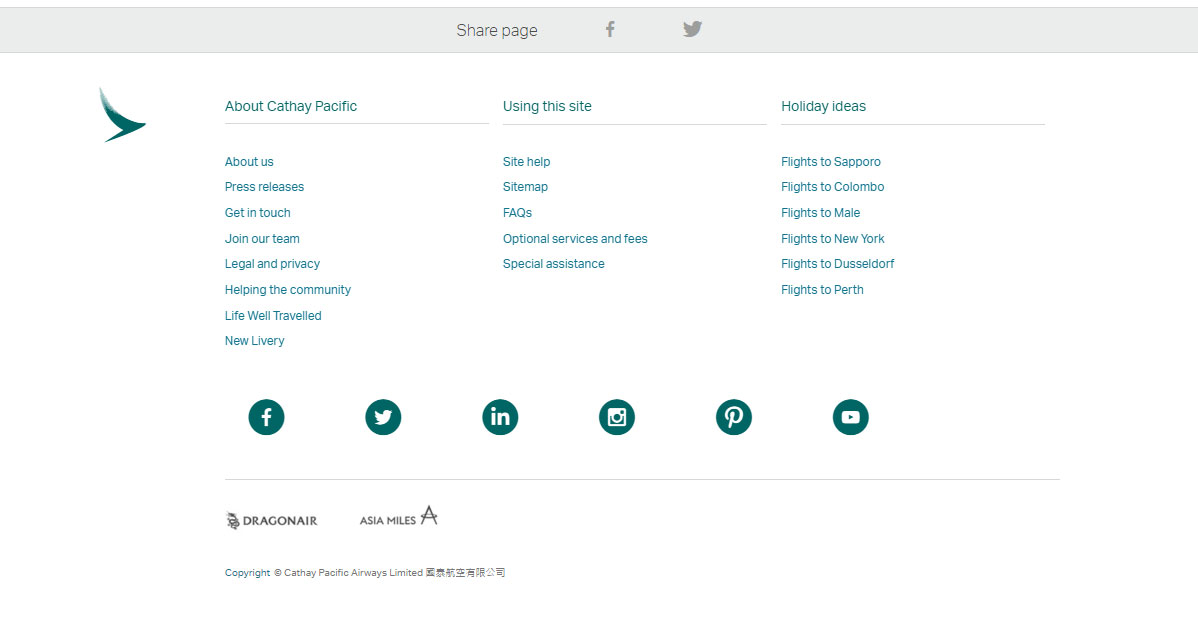 Share page
About Cathay Pacific
About us
Press releases
Get in touch
Join our team
Legal and privacy
Helping the community
Life Well Travelled
New Livery
Using this site
Site help
Sitemap
FAQs
Optional services and fees
Special assistance
Holiday ideas
Flights to Sapporo
Flights to Colombo
Flights to Male
Flights to New York
Flights to Dusseldorf
Flights to Perth
DRAGONAIR
ASIA MILES
Copyright © Cathay Pacific Airways Limited 國泰航空有限公司